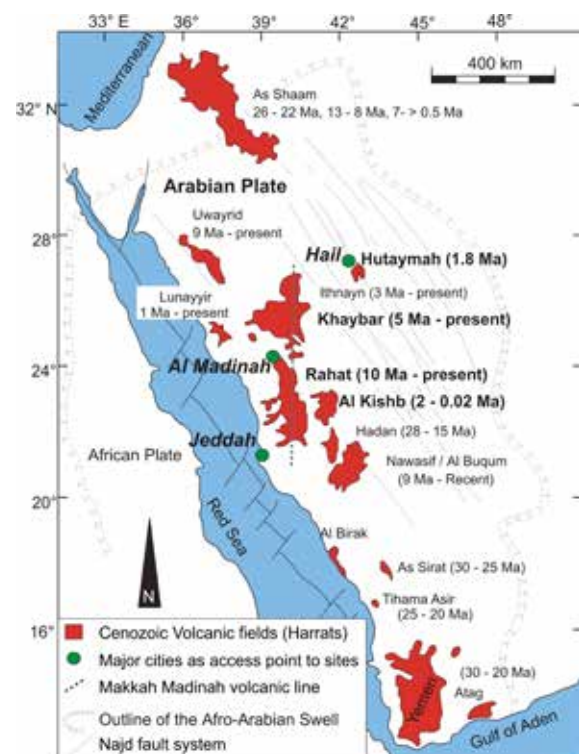 33° E
36°
39°
42°
48°
Mediterranean
400 km
32° N
As Shaam
26 - 22 Ma, 13 - 8 Ma, 7- > 0.5 Ma
Arabian Plate
Uwayrid
9 Ma - present
28°
Hail
Hutaymah (1.8 Ma)
Ithnayn (3 Ma - present)
Lunayyir
1 Ma - present
Khaybar (5 Ma - present)
Al Madinah
24°
Rahat (10 Ma - present)
Al Kishb (2 - 0.02 Ma)
Hadan (28 - 15 Ma)
Jeddah
African Plate
Nawasif / Al Buqum
(9 Ma- Recent)
20°
Red Sea
Al Birak
As Sirat (30 - 25 Ma)
N
Tihama Asir
(25 - 20 Ma)
16°
Cenozoic Volcanic fields (Harrats)
Major cities as access point to sites
Makkah Madinah volcanic line
Outline of the Afro-Arabian Swell
Najd fault system
(30 - 20 Ma)
Yemen
Atag
Gulf of Aden